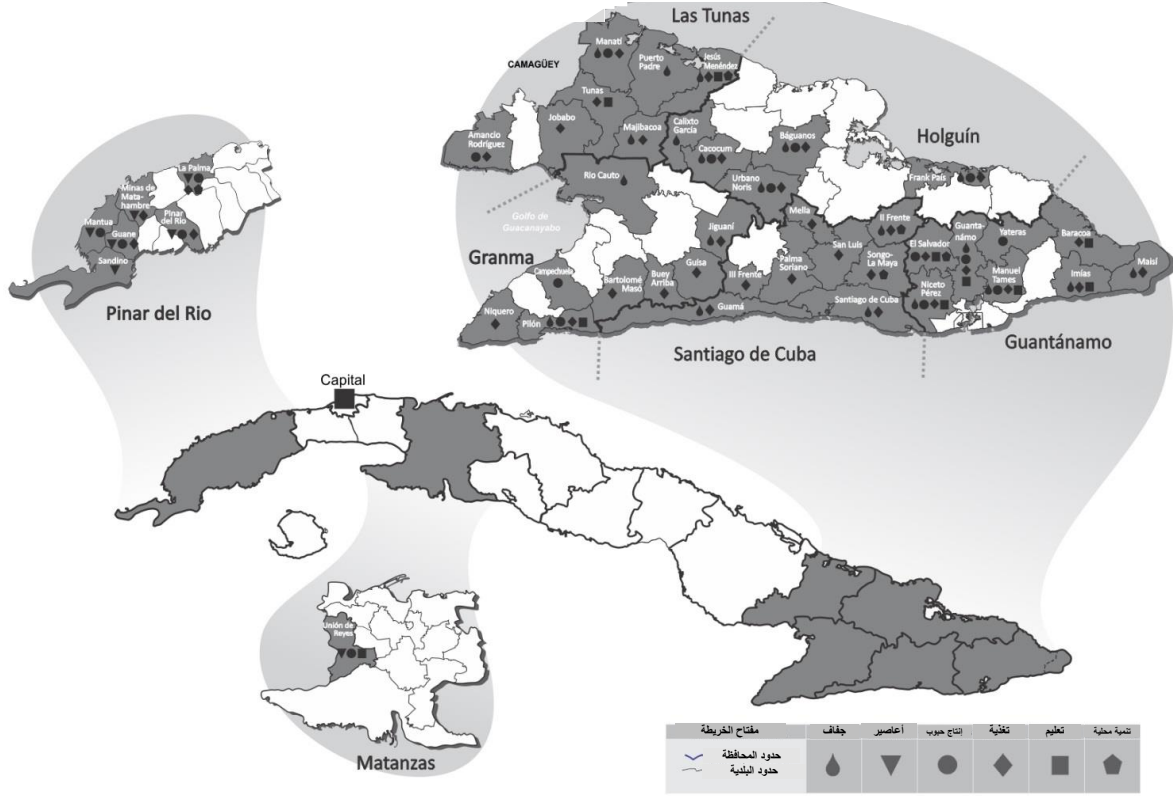 Las Tunas
Manatí
Puerto
Padre
Jesús
Menéndez
CAMAGÜEY
Tunas
Jobabo
Majibacoa
Calixto
García
Amancio
Rodríguez
Cacocum
Báguanos
Holguín
Urbano
Noris
Frank País
Rio Cauto
Golfo de
Guacanayabo
Mella
II Frente
Guanta-
námo
Yateras
Baracoa
Jiguaní
San Luis
El Salvador
Maisí
Granma
Campechuela
Guisa
Palma
Soriano
Songo-
La Maya
Bartolomé
Masó
Buey
Arriba
III Frente
Niceto
Pérez
Manuel
Tames
Imías
Niquero
Pilón
Guamá
Santiago de Cuba
Santiago de Cuba
Guantánamo
La Palma
Minas de
Mata-
hambre
Pinar
del Rio
Mantua
Guane
Sandino
Pinar del Rio
Capital
Unión de
Reyes
Matanzas
مفتاح الخريطة
حدود المحافظة
حدود البلدية
جفاف
أعاصير
إنتاج حبوب
تغذية
تعليم
تنمية محلية